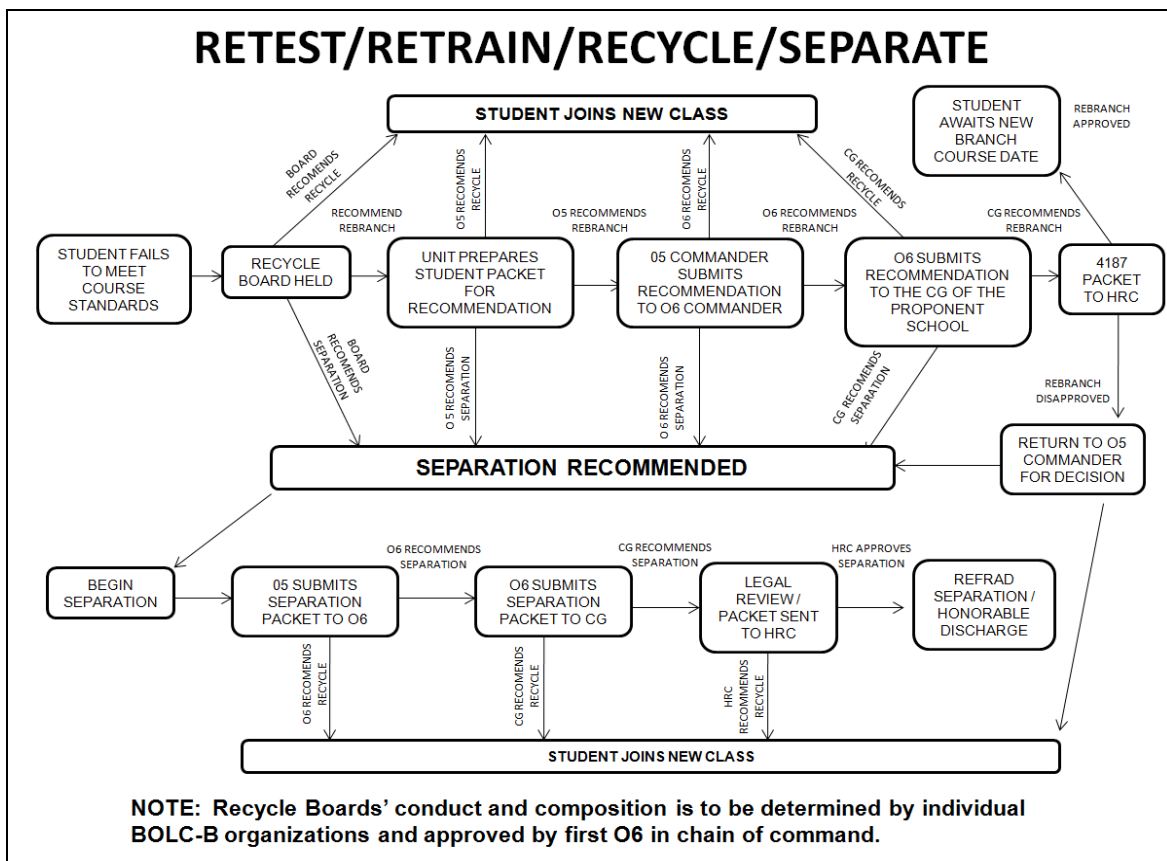 RETEST/RETRAIN/RECYCLE/SEPARATE
STUDENT JOINS NEW CLASS
STUDENT
AWAITS NEW
BRANCH
COURSE DATE
REBRANCH
APPROVED
BOARD
RECOMENDS
RECYCLE
O5 RECOMENDS
RECYCLE
O6 RECOMENDS
RECYCLE
CG RECOMENDS
RECYCLE
RECOMMEND
REBRANCH
O5 RECOMMENDS
REBRANCH
O6 RECOMMENDS
REBRANCH
CG RECOMMENDS
REBRANCH
STUDENT FAILS
TO MEET
COURSE
STANDARDS
RECYCLE
BOARD HELD
UNIT PREPARES
STUDENT PACKET
FOR
RECOMMENDATION
05 COMMANDER
SUBMITS
RECOMMENDATION
TO O6 COMMANDER
O6 SUBMITS
RECOMMENDATION
TO THE CG OF THE
PROPONENT
SCHOOL
4187
PACKET
TO HRC
BOARD
RECOMENDS
SEPARATION
O 5 RECOMENDS
SEPARATION
O 6 RECOMENDS
SEPARATION
CG RECOMENDS
SEPARATION
REBRANCH
DISAPPROVED
SEPARATION RECOMMENDED
RETURN TO O5
COMMANDER
FOR DECISION
O6 RECOMMENDS
SEPARATION
CG RECOMMENDS
SEPARATION
HRC APPROVES
SEPARATION
BEGIN
SEPARATION
05 SUBMITS
SEPARATION
PACKET TO O6
O6 SUBMITS
SEPARATION
PACKET TO CG
LEGAL
REVIEW /
PACKET SENT
TO HRC
REFRAD
SEPARATION /
HONORABLE
DISCHARGE
O6 RECOMENDS
RECYCLE
CG RECOMENDS
RECYCLE
HRC
RECOMMENDS
RECYCLE
STUDENT JOINS NEW CLASS
NOTE: Recycle Boards’ conduct and composition is to be determined by individual
BOLC-B organizations and approved by first O6 in chain of command.